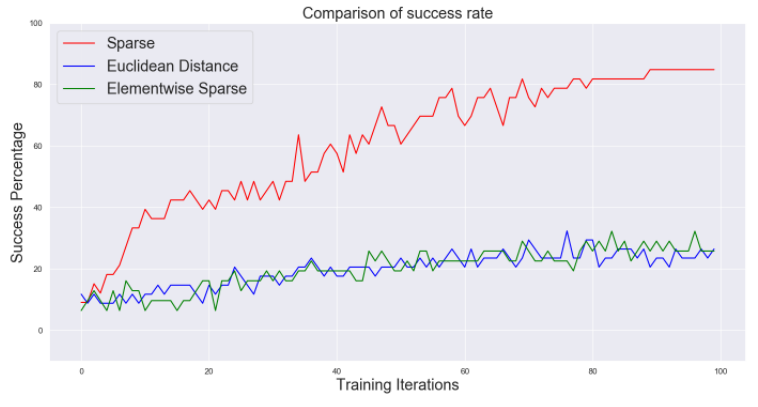 Comparison of success rate
100
Sparse
Euclidean Distance
Elementwise Sparse
80
60
40
20
0
Success Percentage
0 20 40 60 80 100
Training Iterations